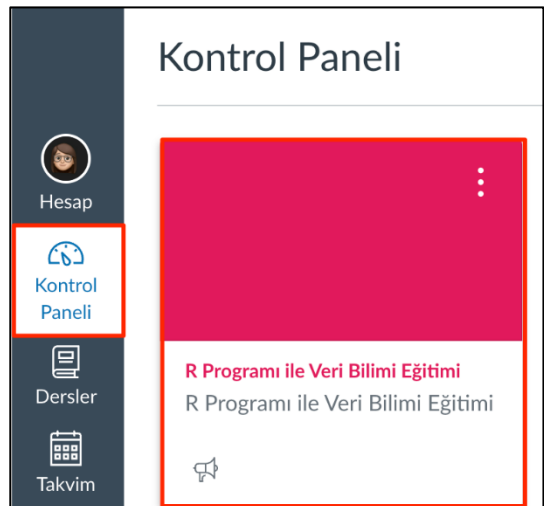 Kontrol Paneli
Hesap
Kontrol
Paneli
Dersler
Takvim
R Programı ile Veri Bilimi Eğitimi
R Programı ile Veri Bilimi Eğitimi